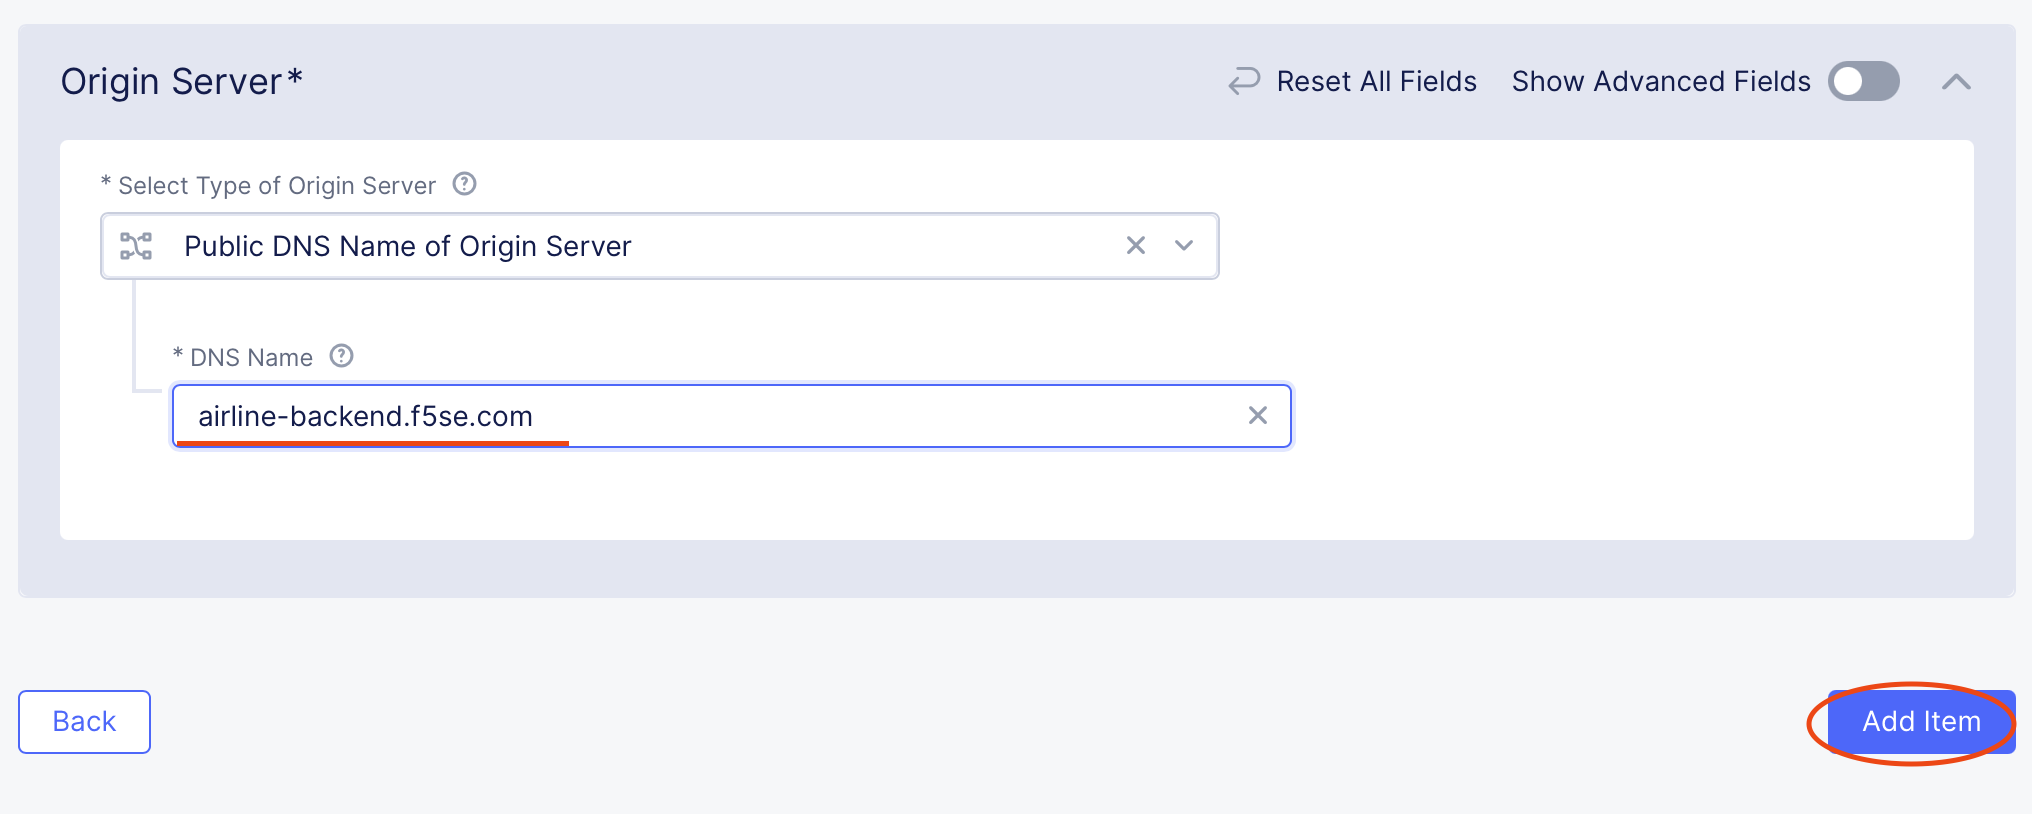 Origin Server*
Reset All Fields
Show Advanced Fields
* Select Type of Origin Server
Public DNS Name of Origin Server
* DNS Name
airline-backend.f5se.com
Back
Add Item